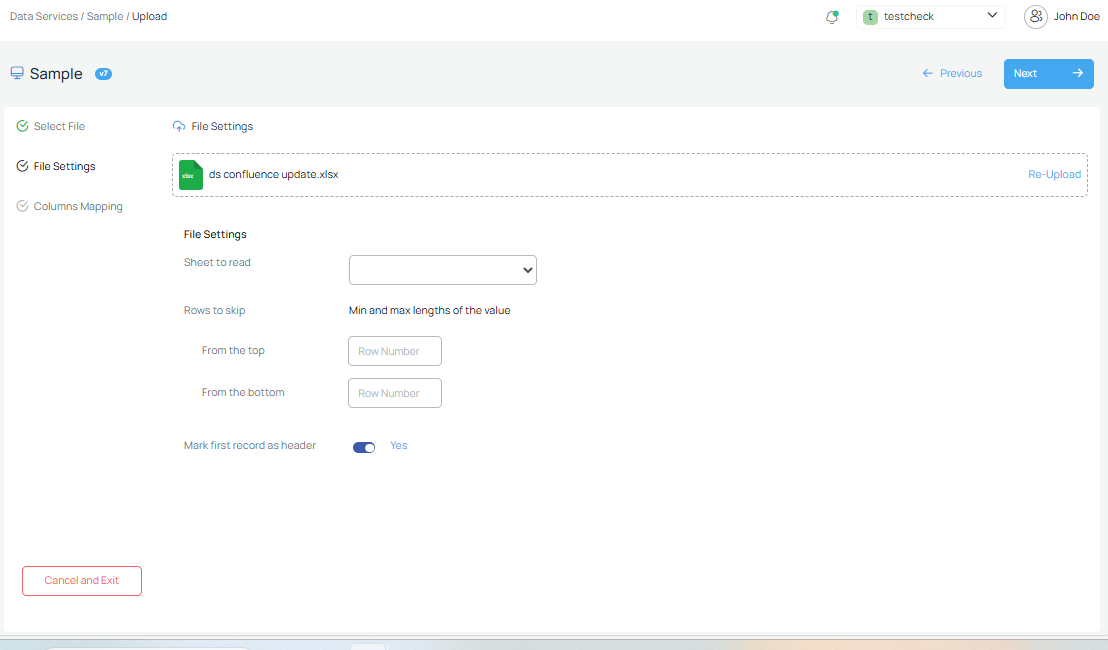 Data Services / Sample / Upload
t testcheck
John Doe
Sample v7
Previous
Next
Select File
File Settings
Columns Mapping
File Settings
xlsx ds confluence update.xlsx
Re-Upload
File Settings
Sheet to read
Rows to skip Min and max lengths of the value
From the top Row Number
From the bottom Row Number
Mark first record as header Yes
Cancel and Exit